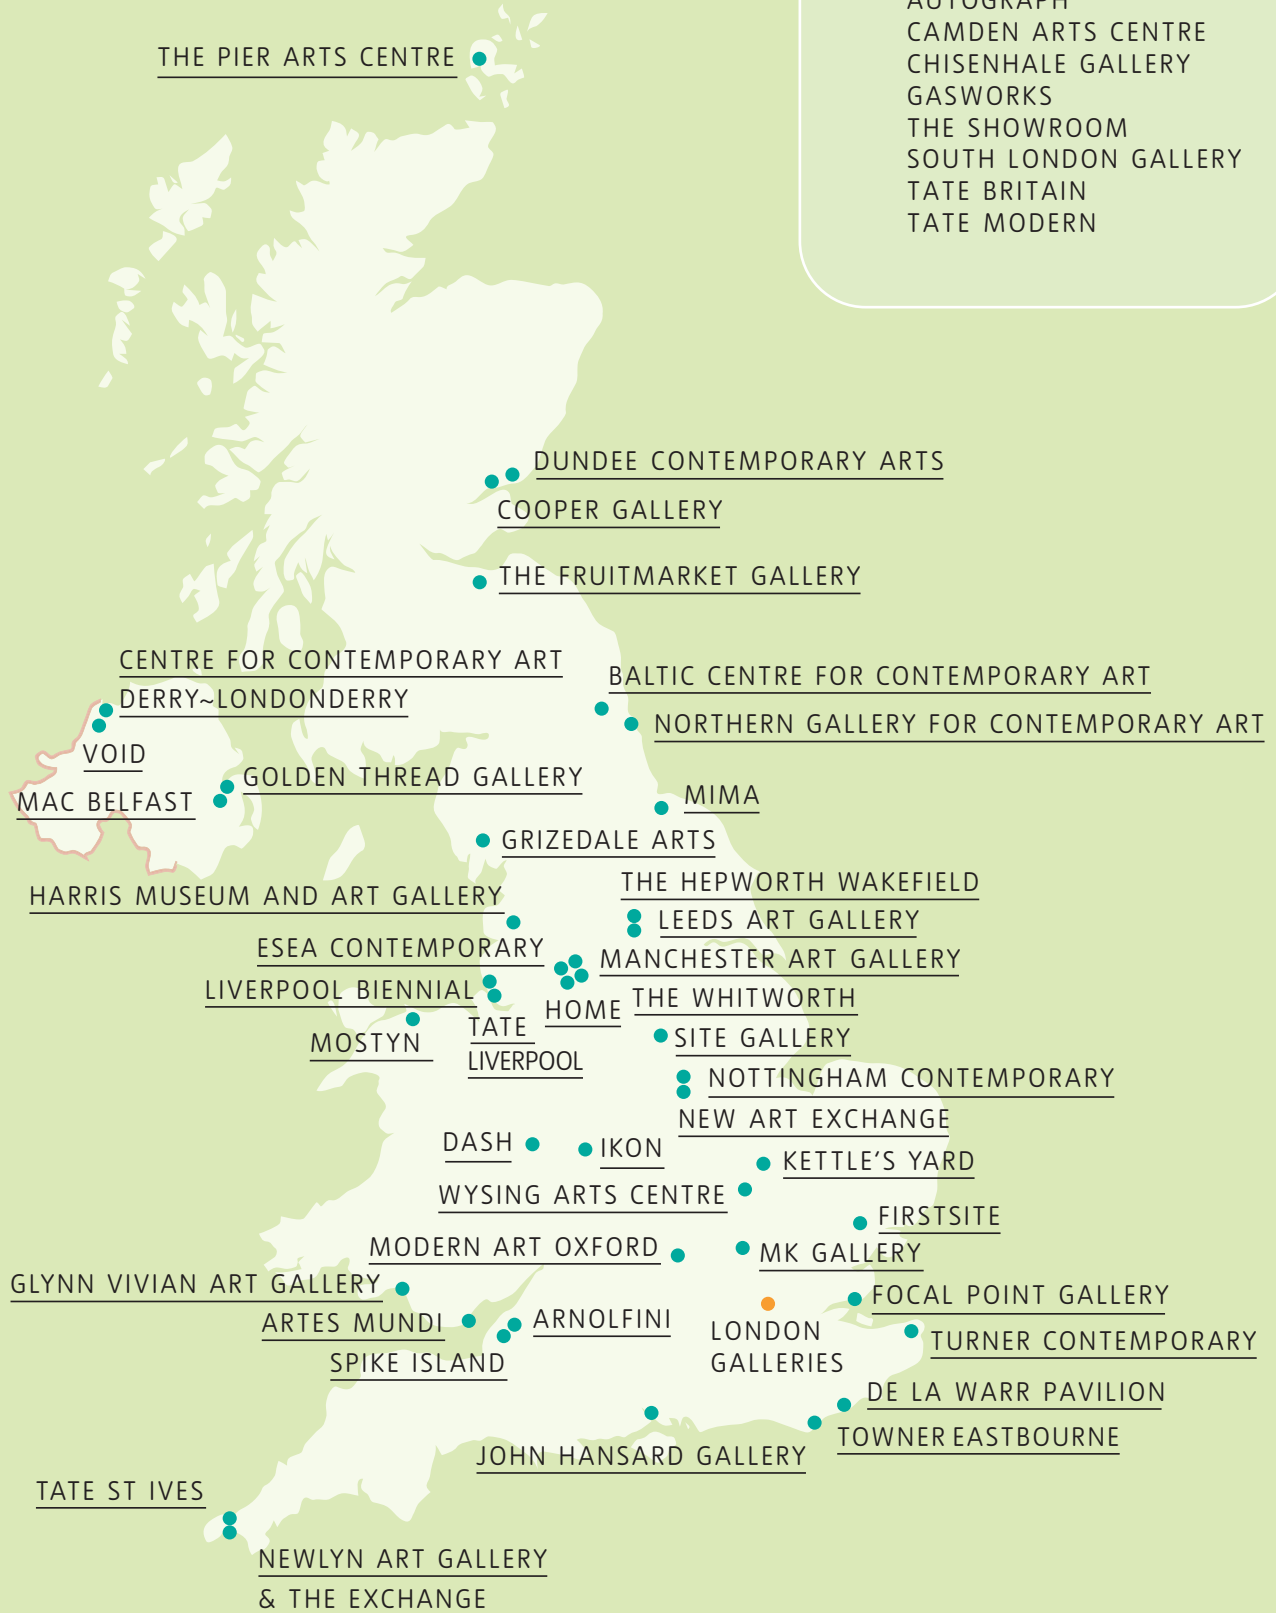 AUTOGRAPH
CAMDEN ARTS CENTRE
CHISENHALE GALLERY
GASWORKS
THE SHOWROOM
SOUTH LONDON GALLERY
TATE BRITAIN
TATE MODERN
THE PIER ARTS CENTRE
DUNDEE CONTEMPORARY ARTS
COOPER GALLERY
THE FRUITMARKET GALLERY
CENTRE FOR CONTEMPORARY ART
DERRY~LONDONDERRY
BALTIC CENTRE FOR CONTEMPORARY ART
NORTHERN GALLERY FOR CONTEMPORARY ART
VOID
GOLDEN THREAD GALLERY
MAC BELFAST
MIMA
GRIZEDALE ARTS
HARRIS MUSEUM AND ART GALLERY
THE HEPWORTH WAKEFIELD
LEEDS ART GALLERY
ESEA CONTEMPORARY
MANCHESTER ART GALLERY
LIVERPOOL BIENNIAL
HOME
THE WHITWORTH
MOSTYN
TATE
LIVERPOOL
SITE GALLERY
NOTTINGHAM CONTEMPORARY
NEW ART EXCHANGE
DASH
IKON
KETTLE'S YARD
WYSING ARTS CENTRE
FIRSTSITE
MODERN ART OXFORD
MK GALLERY
GLYNN VIVIAN ART GALLERY
FOCAL POINT GALLERY
ARTES MUNDI
ARNOLFINI
LONDON
GALLERIES
TURNER CONTEMPORARY
SPIKE ISLAND
DE LA WARR PAVILION
TOWNER EASTBOURNE
JOHN HANSARD GALLERY
TATE ST IVES
NEWLYN ART GALLERY
& THE EXCHANGE